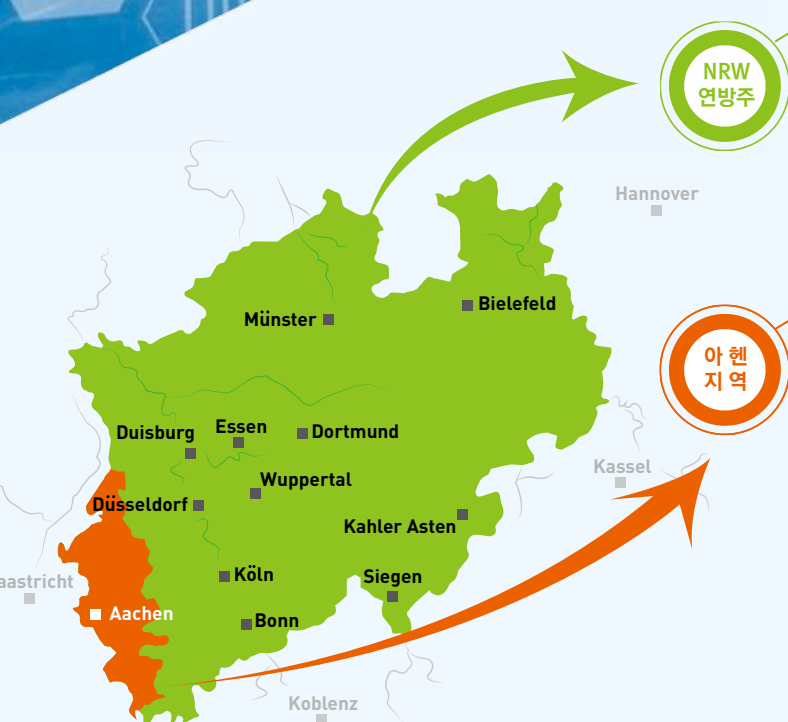 NRW
연방주
Hannover
Bielefeld
Münster
아 헨
지 역
Essen
Duisburg
Dortmund
Kassel
Wuppertal
Düsseldorf
Kahler Asten
Köln
Siegen
aastricht
Aachen
Bonn
Koblenz